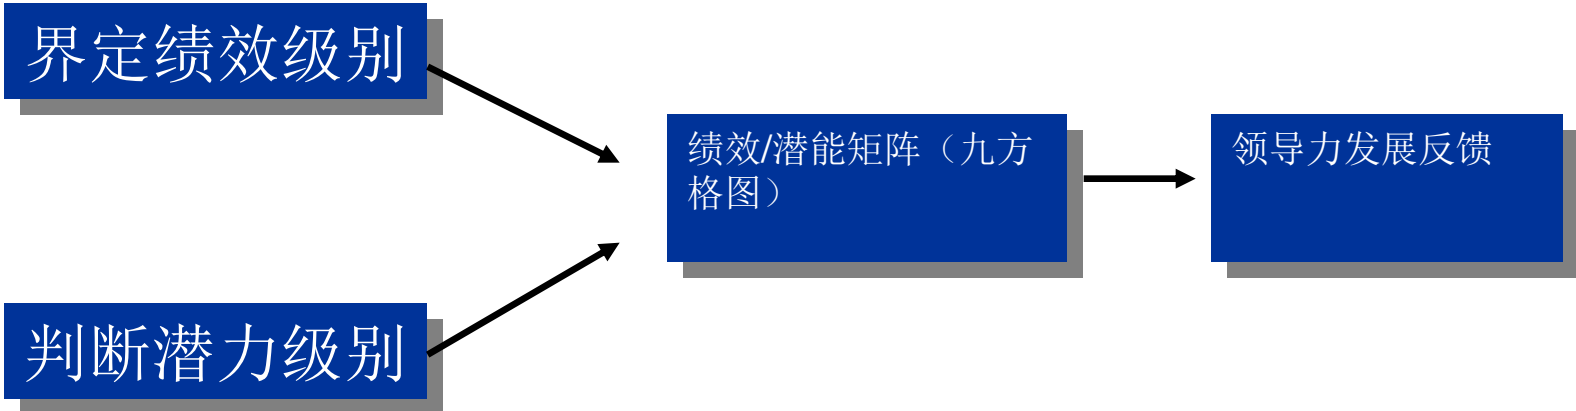 界定绩效级别
绩效/潜能矩阵（九方
格图）
领导力发展反馈
判断潜力级别